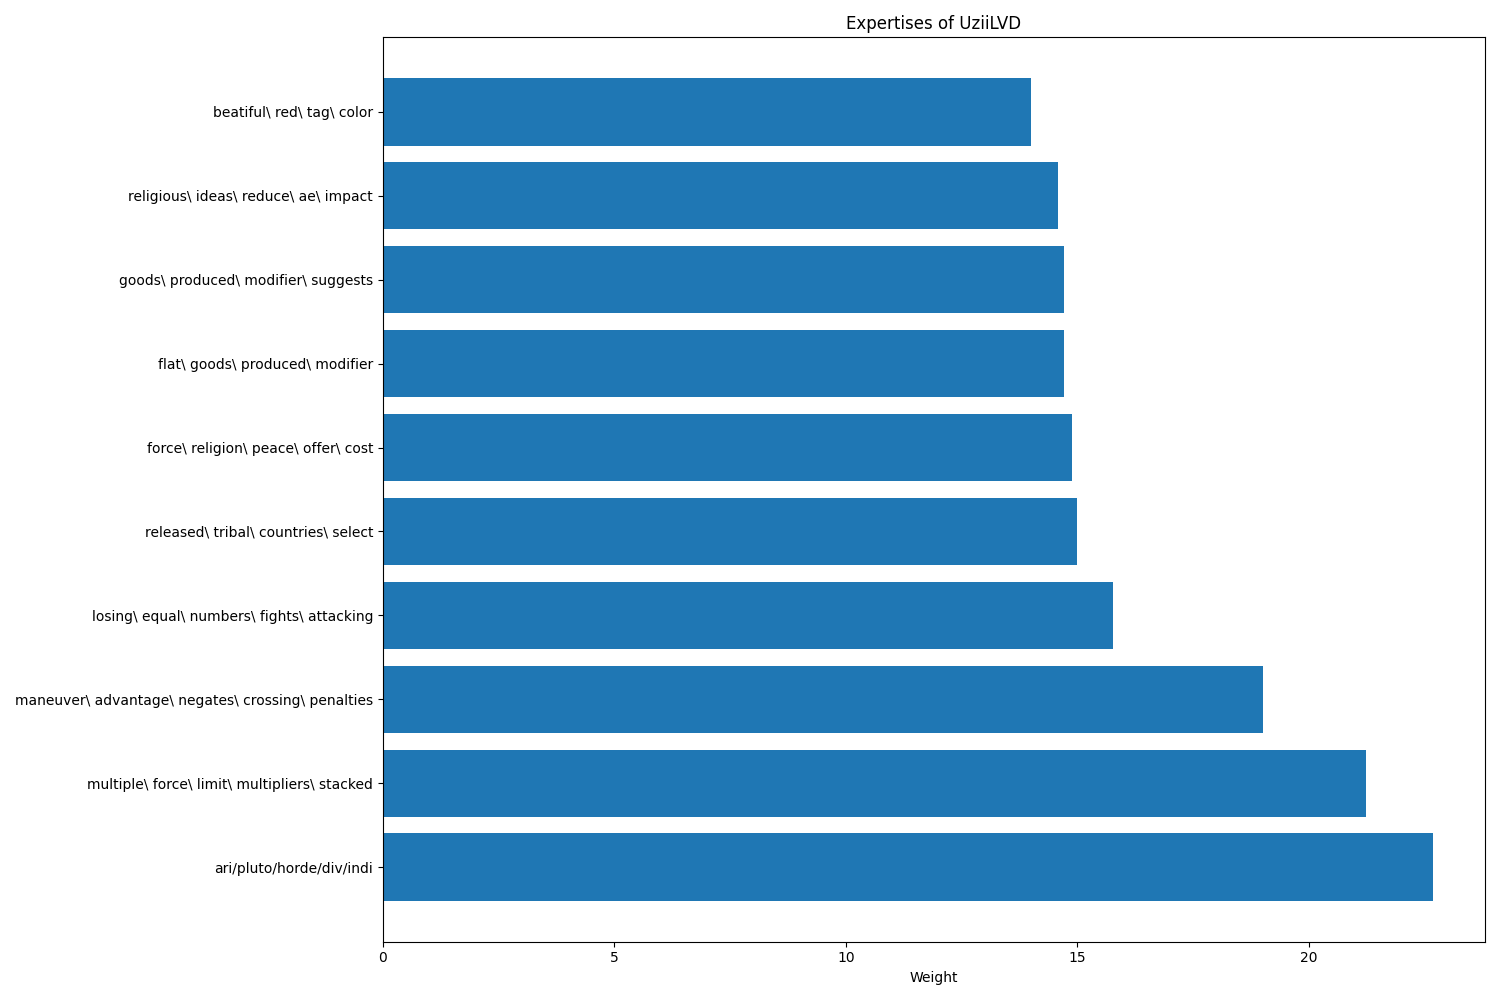 Expertises of UziiLVD
beatiful\ red\ tag\ color
religious\ ideas\ reduce\ ae\ impact
goods\ produced\ modifier\ suggests
flat\ goods\ produced\ modifier
force\ religion\ peace\ offer\ cost
released\ tribal\ countries\ select
losing\ equal\ numbers\ fights\ attacking
maneuver\ advantage\ negates\ crossing\ penalties
multiple\ force\ limit\ multipliers\ stacked
ari/pluto/horde/div/indi
0 5 10 15 20
Weight